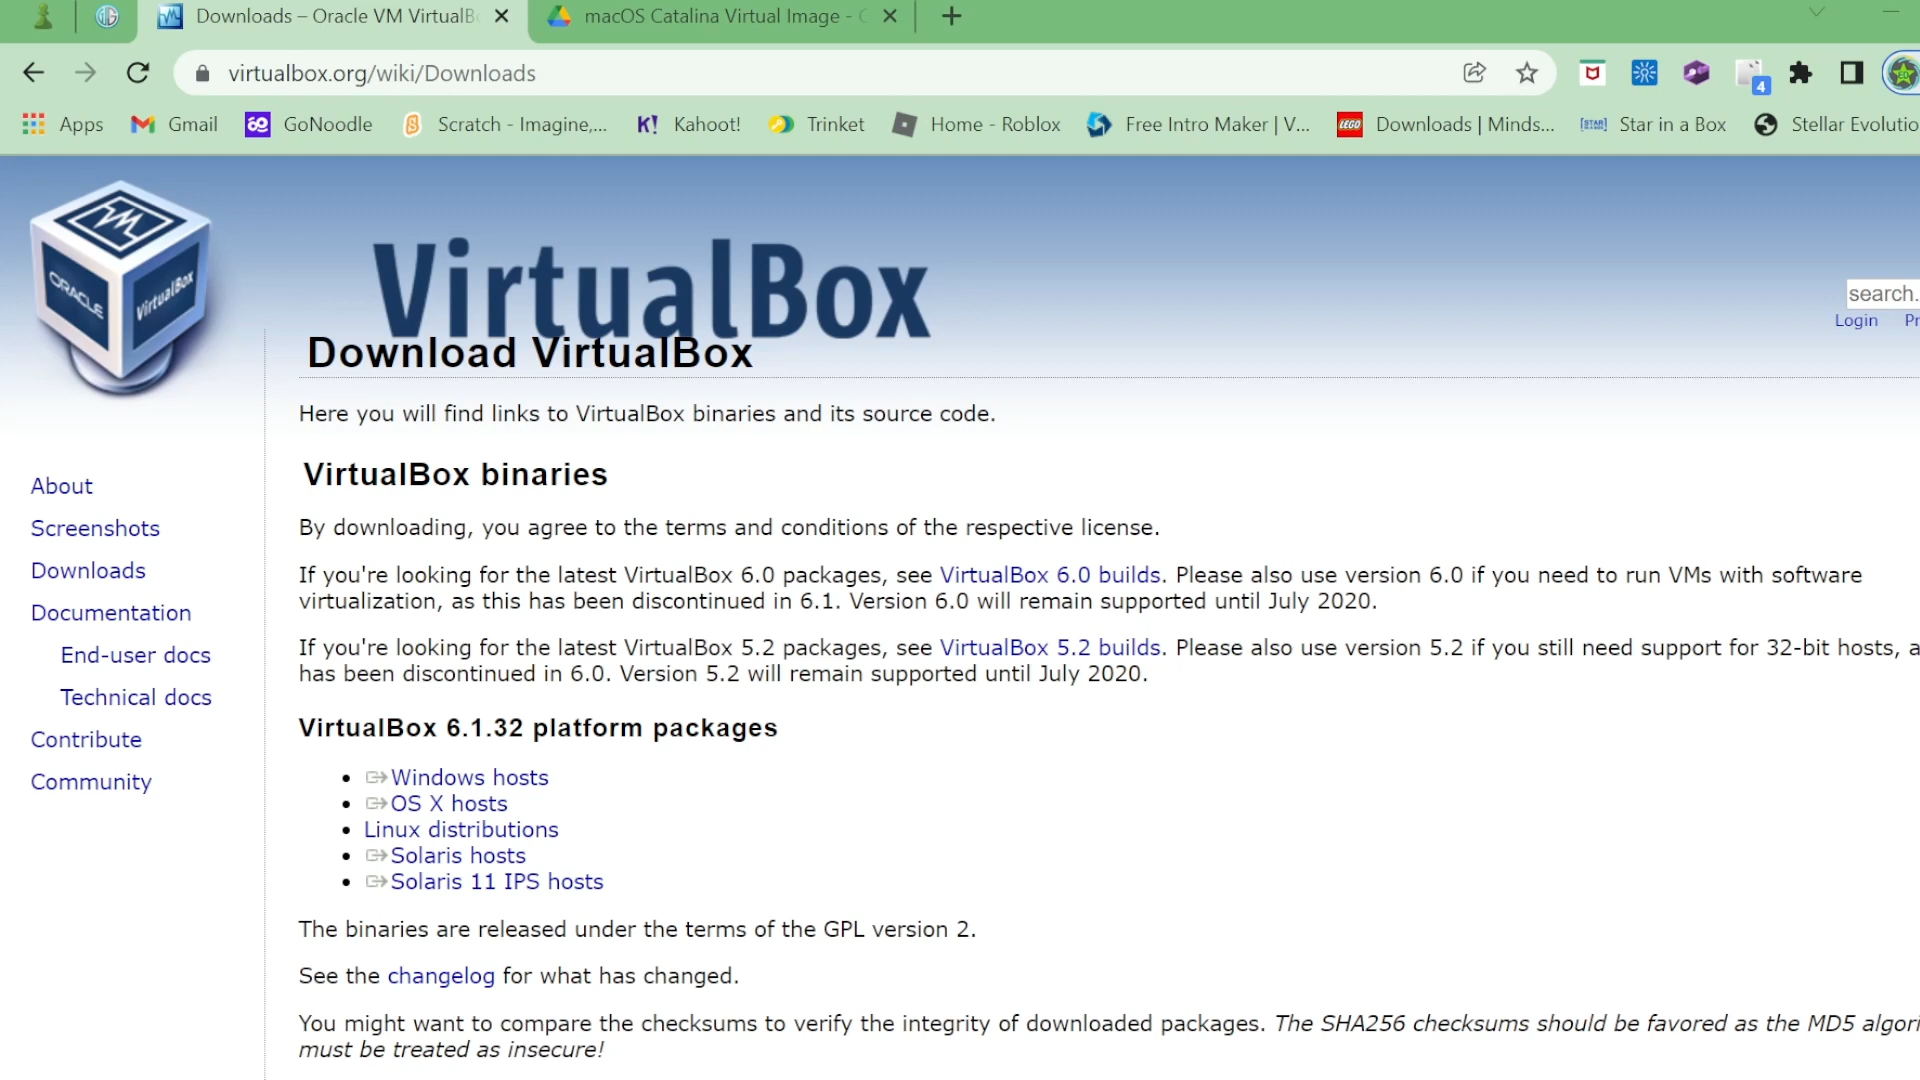 Downloads – Oracle VM VirtualB
macOS Catalina Virtual Image -
virtualbox.org/wiki/Downloads
4
Apps
Gmail
GoNoodle
Scratch - Imagine,...
K! Kahoot!
Trinket
Home - Roblox
Free Intro Maker | V...
LEGO Downloads | Minds...
[STAR] Star in a Box
Stellar Evolutio
ORACLE
VirtualBox
VirtualBox
search.
Login Pr
Download VirtualBox
Here you will find links to VirtualBox binaries and its source code.
About
Screenshots
Downloads
Documentation
End-user docs
Technical docs
Contribute
Community
VirtualBox binaries
By downloading, you agree to the terms and conditions of the respective license.
If you're looking for the latest VirtualBox 6.0 packages, see VirtualBox 6.0 builds. Please also use version 6.0 if you need to run VMs with software
virtualization, as this has been discontinued in 6.1. Version 6.0 will remain supported until July 2020.
If you're looking for the latest VirtualBox 5.2 packages, see VirtualBox 5.2 builds. Please also use version 5.2 if you still need support for 32-bit hosts, a
has been discontinued in 6.0. Version 5.2 will remain supported until July 2020.
VirtualBox 6.1.32 platform packages
Windows hosts
OS X hosts
Linux distributions
Solaris hosts
Solaris 11 IPS hosts
The binaries are released under the terms of the GPL version 2.
See the changelog for what has changed.
You might want to compare the checksums to verify the integrity of downloaded packages. The SHA256 checksums should be favored as the MD5 algori
must be treated as insecure!